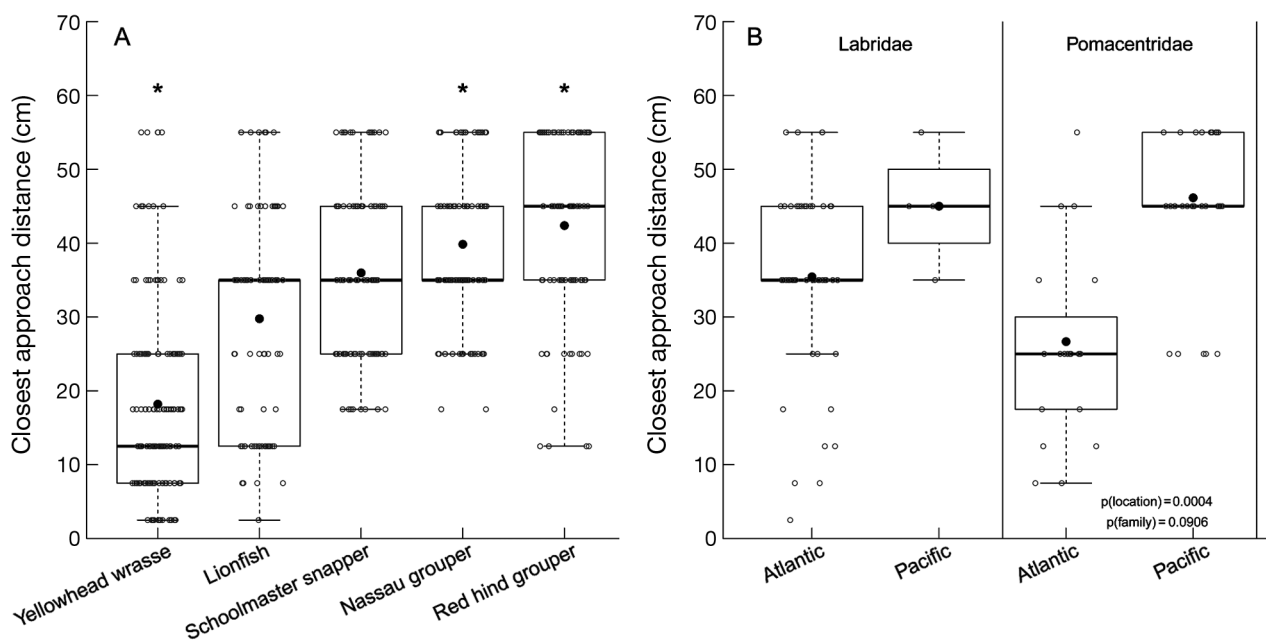 A
Closest approach distance (cm)
70
60
50
40
30
20
10
0
*
*
*
Yellowhead wrasse
Lionfish
Schoolmaster snapper
Nassau grouper
Red hind grouper
B
Closest approach distance (cm)
70
60
50
40
30
20
10
0
Labridae
Pomacentridae
p(location) = 0.0004
p(family) = 0.0906
Atlantic
Pacific
Atlantic
Pacific